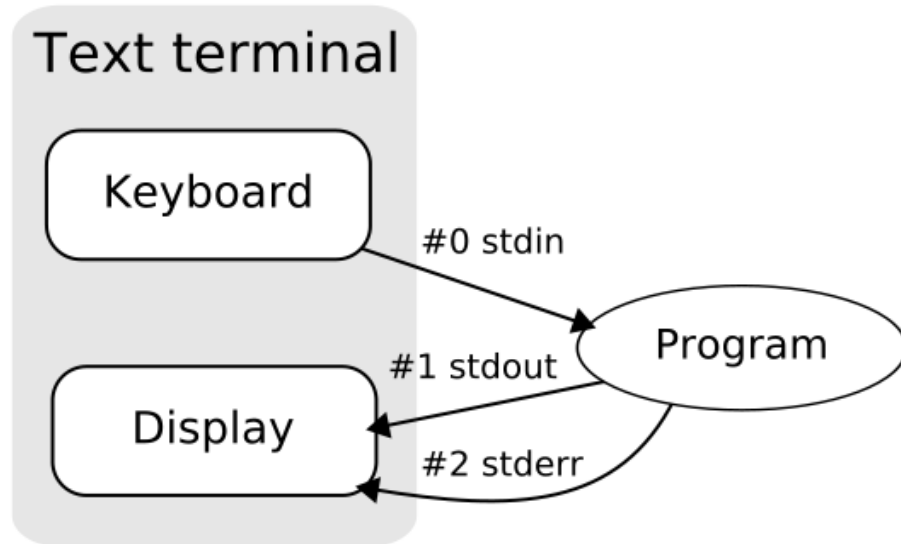 Text terminal
Keyboard
#0 stdin
Program
#1 stdout
Display
#2 stderr